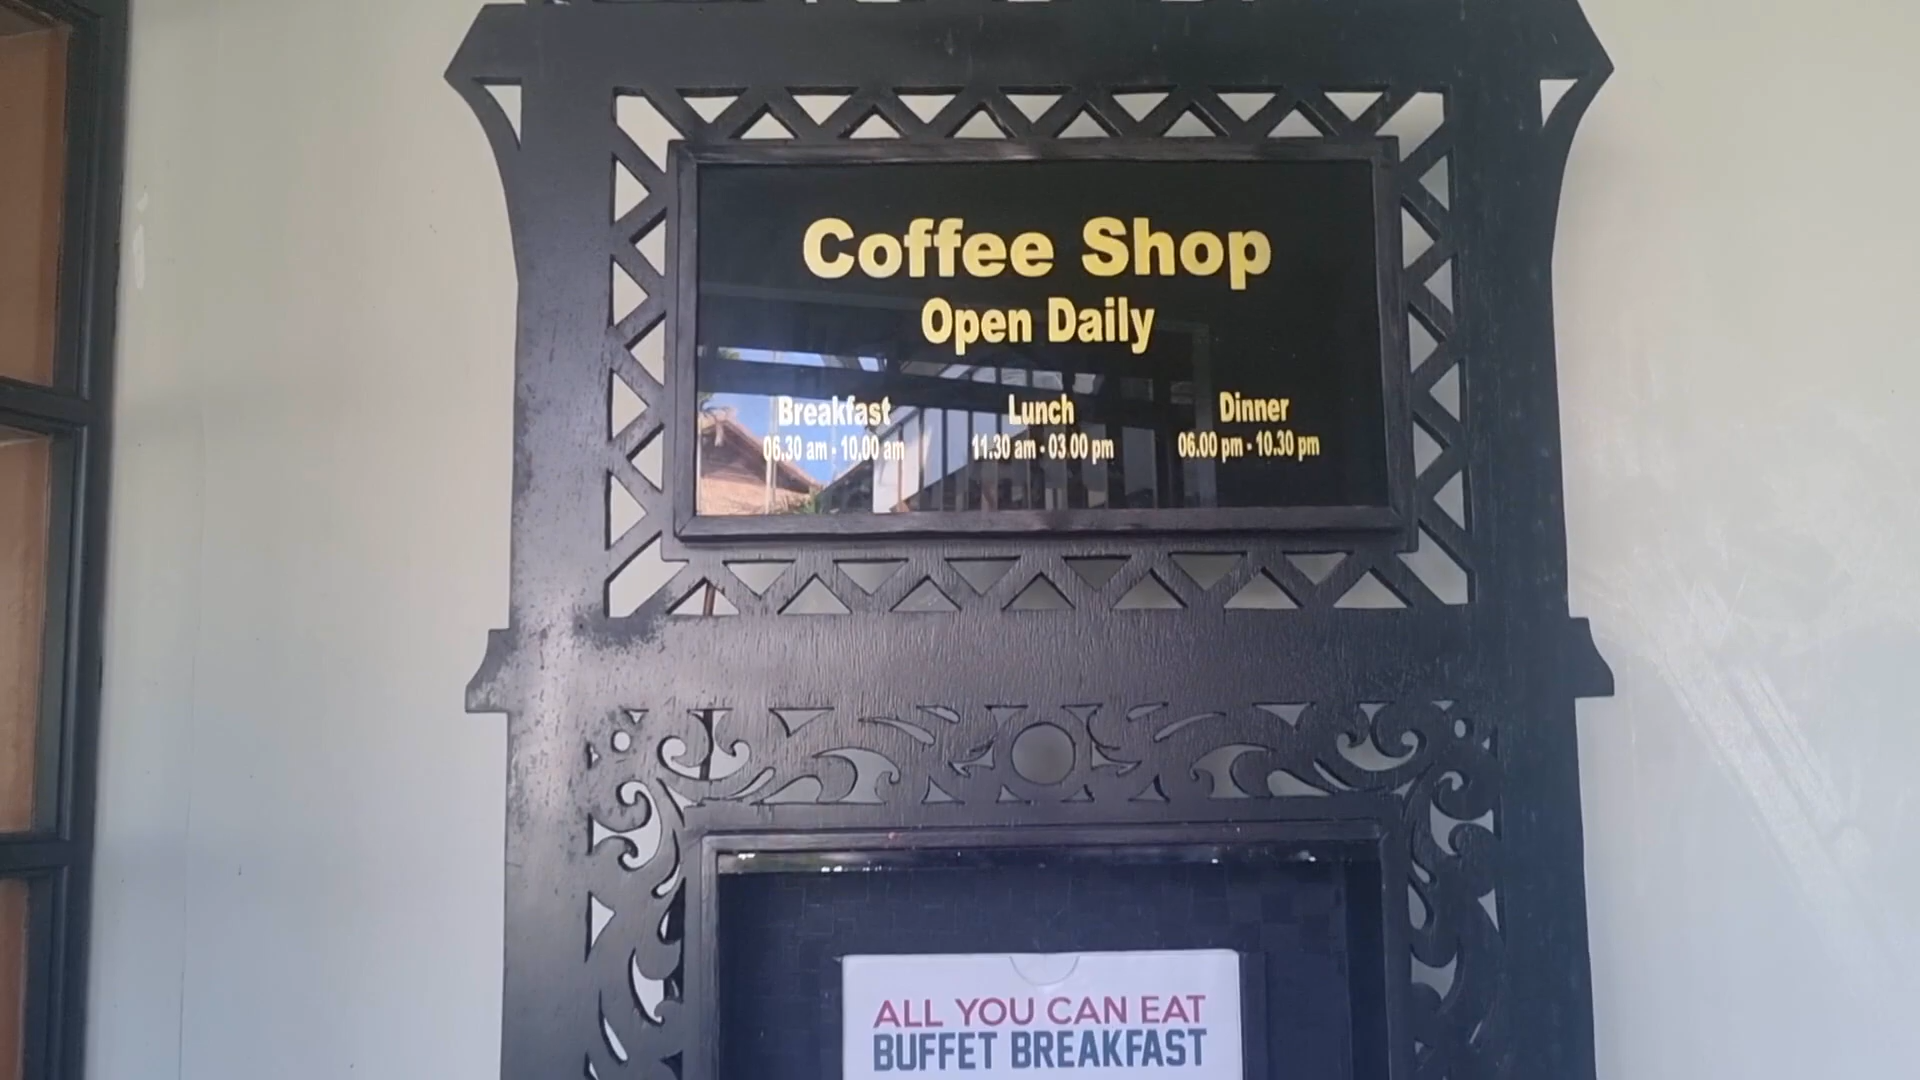 Coffee Shop
Open Daily
Breakfast Lunch Dinner
06.30 am - 10.00 am 11.30 am - 03.00 pm 06.00 pm - 10.30 pm
ALL YOU CAN EAT
BUFFET BREAKFAST